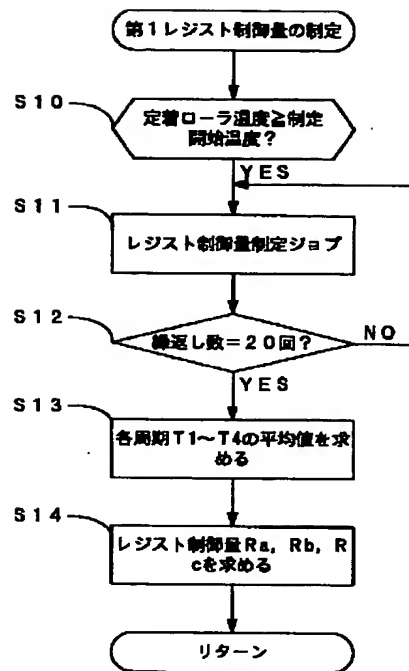 第1レジスト制御量の制定
S10
定着ローラ温度≧制定
開始温度?
YES
S11
レジスト制御量制定ジョブ
S12
繰返し数=20回?
NO
YES
S13
各周期T1~T4の平均値を求
める
S14
レジスト制御量Ra, Rb, R
cを求める
リターン